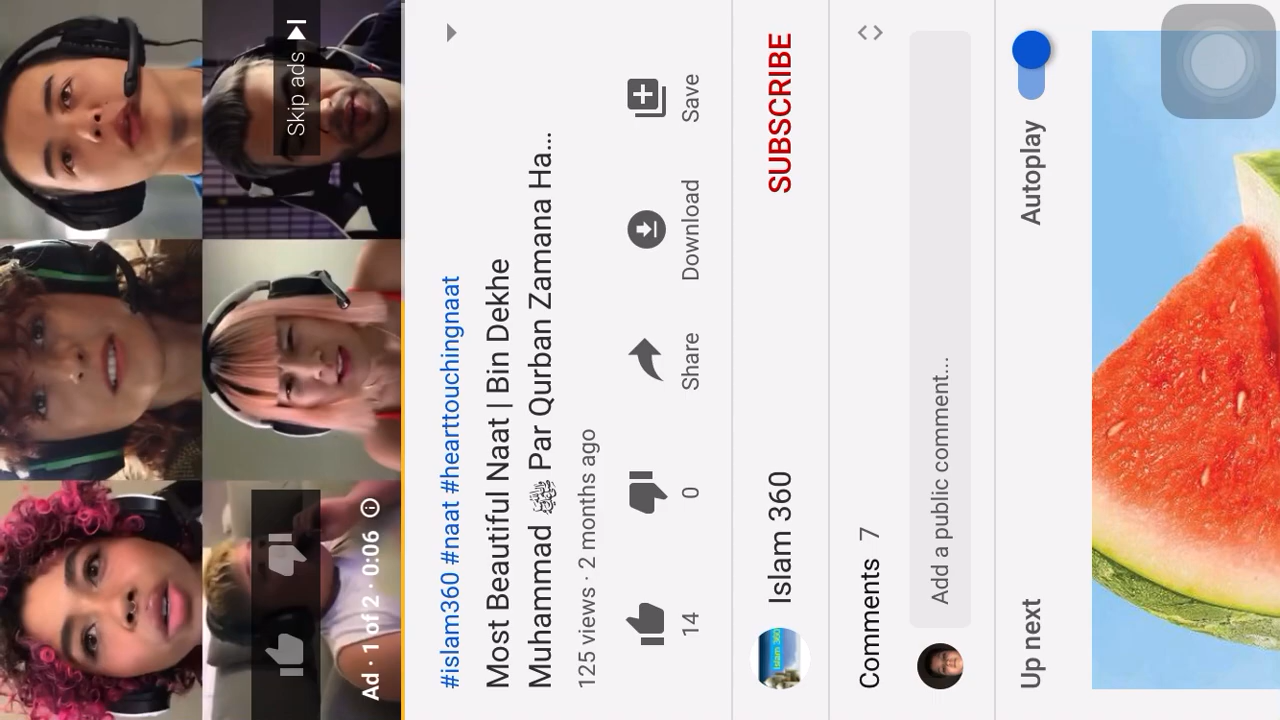 Skip ads
Ad · 1 of 2 · 0:06
#islam360 #naat #hearttouchingnaat
Most Beautiful Naat | Bin Dekhe
Muhammad ﷺ Par Qurban Zamana Ha...
125 views · 2 months ago
14
0
Share
Download
Save
Islam 360
Islam 360
SUBSCRIBE
Comments 7
Add a public comment...
Up next
Autoplay